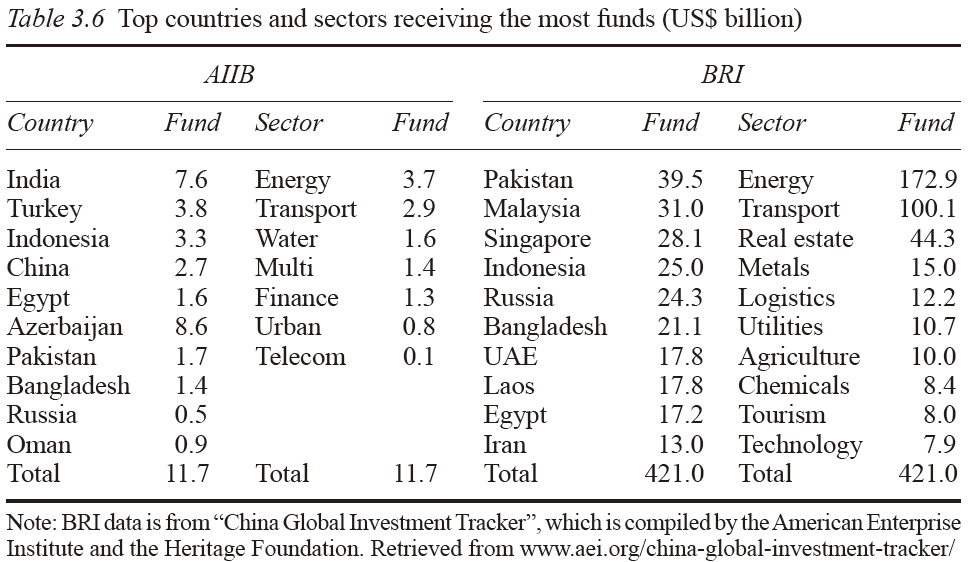 Table 3.6 Top countries and sectors receiving the most funds (US$ billion)
AIIB BRI
Country Fund Sector Fund Country Fund Sector Fund
India 7.6 Energy 3.7 Pakistan 39.5 Energy 172.9
Turkey 3.8 Transport 2.9 Malaysia 31.0 Transport 100.1
Indonesia 3.3 Water 1.6 Singapore 28.1 Real estate 44.3
China 2.7 Multi 1.4 Indonesia 25.0 Metals 15.0
Egypt 1.6 Finance 1.3 Russia 24.3 Logistics 12.2
Azerbaijan 8.6 Urban 0.8 Bangladesh 21.1 Utilities 10.7
Pakistan 1.7 Telecom 0.1 UAE 17.8 Agriculture 10.0
Bangladesh 1.4 Laos 17.8 Chemicals 8.4
Russia 0.5 Egypt 17.2 Tourism 8.0
Oman 0.9 Iran 13.0 Technology 7.9
Total 11.7 Total 11.7 Total 421.0 Total 421.0
Note: BRI data is from “China Global Investment Tracker”, which is compiled by the American Enterprise
Institute and the Heritage Foundation. Retrieved from www.aei.org/china-global-investment-tracker/